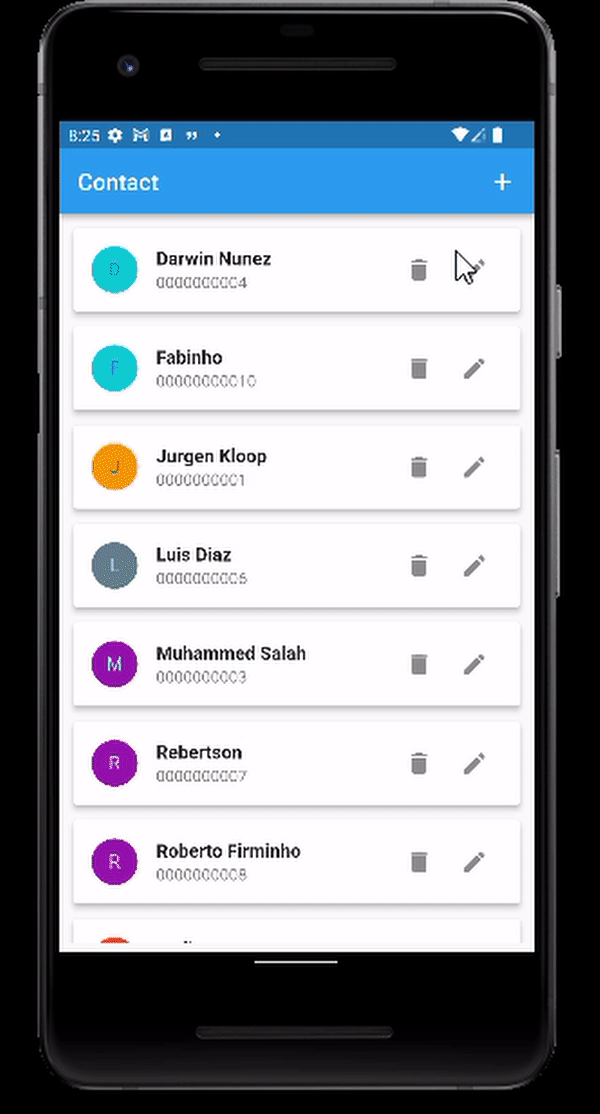 8:25
Contact +
D
Darwin Nunez
0000000004
F
Fabinho
00000000010
J
Jurgen Kloop
0000000001
L
Luis Diaz
0000000006
M
Muhammed Salah
0000000003
R
Rebertson
0000000007
R
Roberto Firminho
0000000008